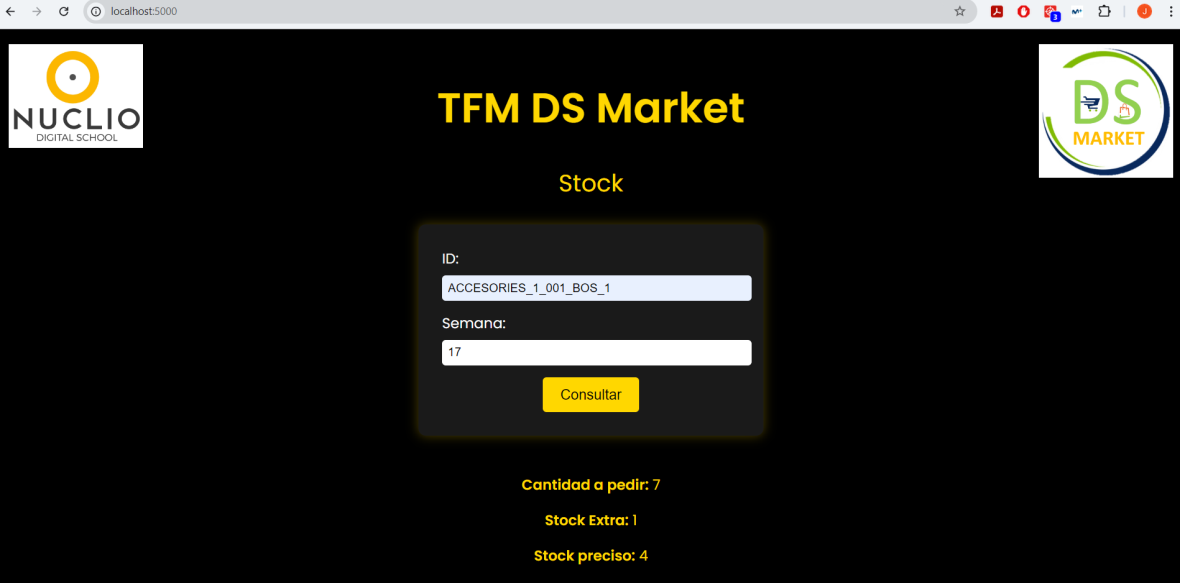 localhost:5000
3
M+
J
NUCLIO
DIGITAL SCHOOL
TFM DS Market
DS
MARKET
Stock
ID:
ACCESORIES_1_001_BOS_1
Semana:
17
Consultar
Cantidad a pedir: 7
Stock Extra: 1
Stock preciso: 4